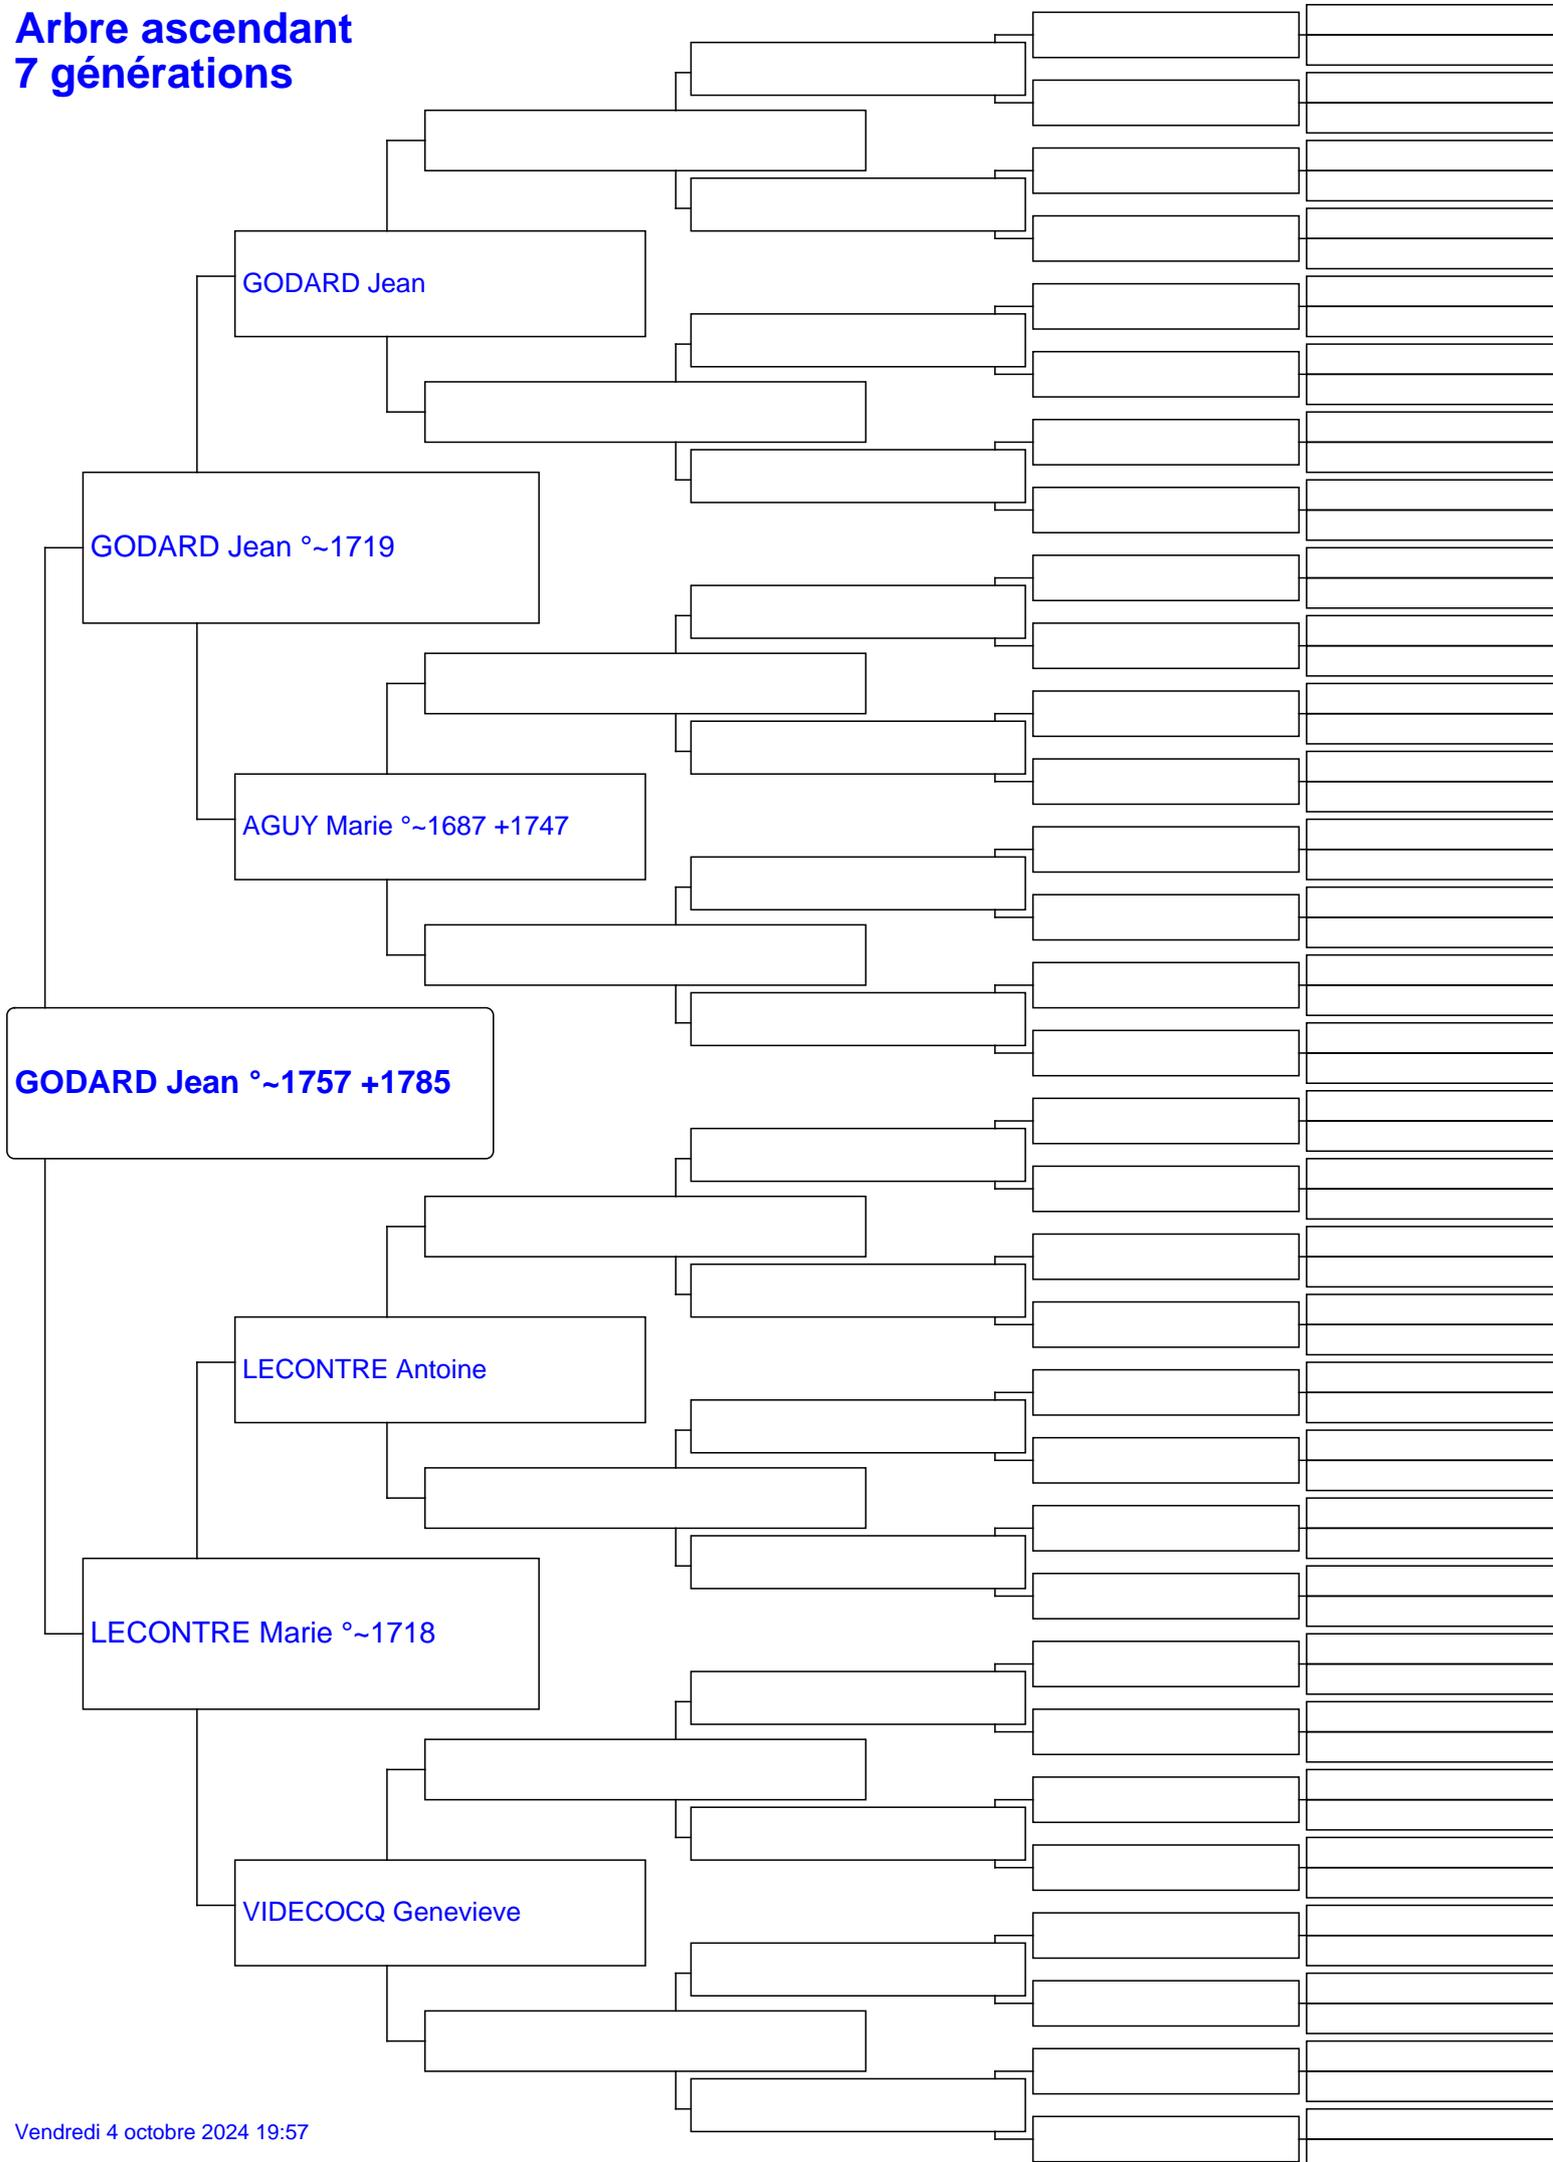 Arbre ascendant
7 générations
GODARD Jean
GODARD Jean °~1719
AGUY Marie °~1687 +1747
GODARD Jean °~1757 +1785
LECONTRE Antoine
LECONTRE Marie °~1718
VIDECOCQ Genevieve
Vendredi 4 octobre 2024 19:57